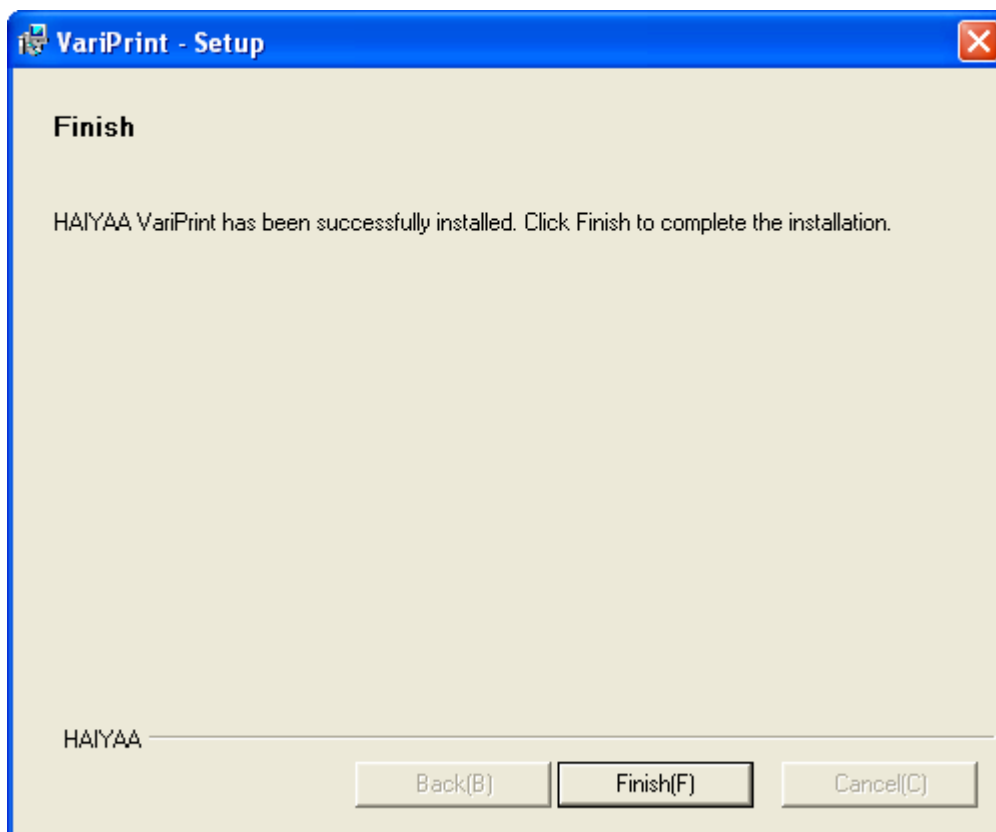 VariPrint - Setup
Finish
HAIYAA VariPrint has been successfully installed. Click Finish to complete the installation.
HAIYAA
Back(B) Finish(F) Cancel(C)